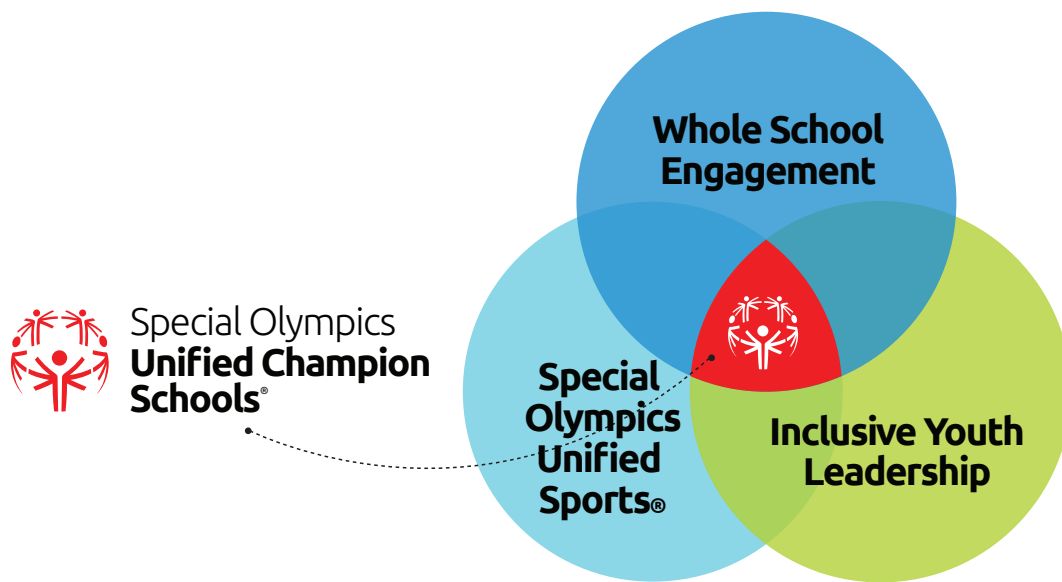 Whole School
Engagement
Special Olympics
Unified Champion
Schools®
Special
Olympics
Unified
Sports®
Inclusive Youth
Leadership